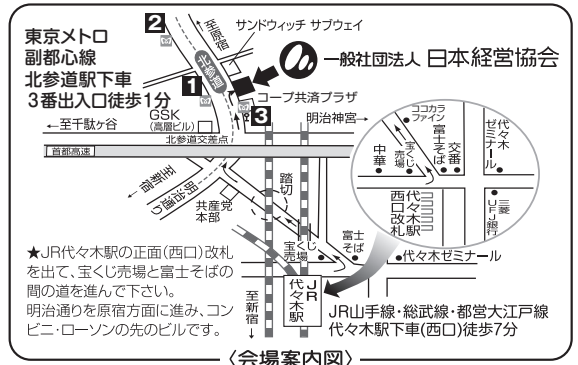 東京メトロ
副都心線
北参道駅下車
3番出入口徒歩1分
2
至原宿
サンドウィッチ サブウェイ
北参道
一般社団法人 日本経営協会
1
GSK
(高層ビル)
コープ共済プラザ
3
明治神宮→
←至千駄ヶ谷
北参道交差点
首都高速
至新宿
明治通り
共産党
本部
踏切
ココカラ
ファイン
中華
宝くじ
売場
富士そば
交番
代々木
ゼミナール
代々木駅
西口改札
三菱
UFJ銀行
宝くじ
売場
富士
そば
代々木ゼミナール
★JR代々木駅の正面(西口)改札
を出て、宝くじ売場と富士そばの
間の道を進んで下さい。
明治通りを原宿方面に進み、コン
ビニ・ローソンの先のビルです。
至新宿
JR
代々木駅
JR山手線・総武線・都営大江戸線
代々木駅下車(西口)徒歩7分
〈会場案内図〉